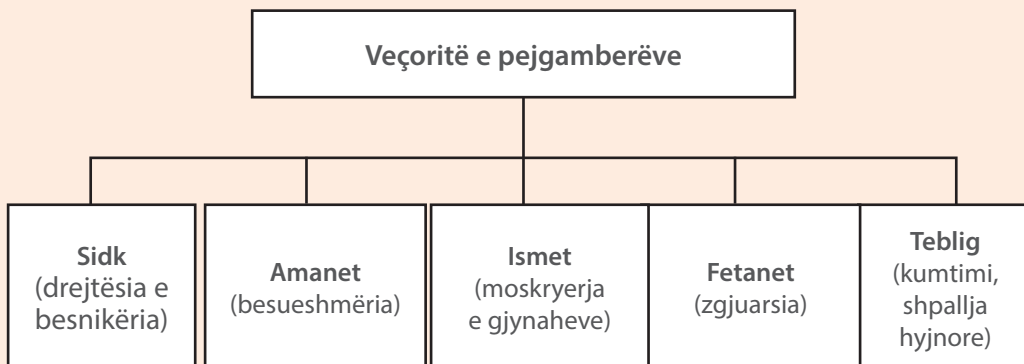 Veçoritë e pejgamberëve
Sidk
(drejtësia e
besnikëria)
Amanet
(besueshmëria)
Ismet
(moskryerja
e gjynaheve)
Fetanet
(zgjuarsia)
Teblig
(kumtimi,
shpallja
hyjnore)